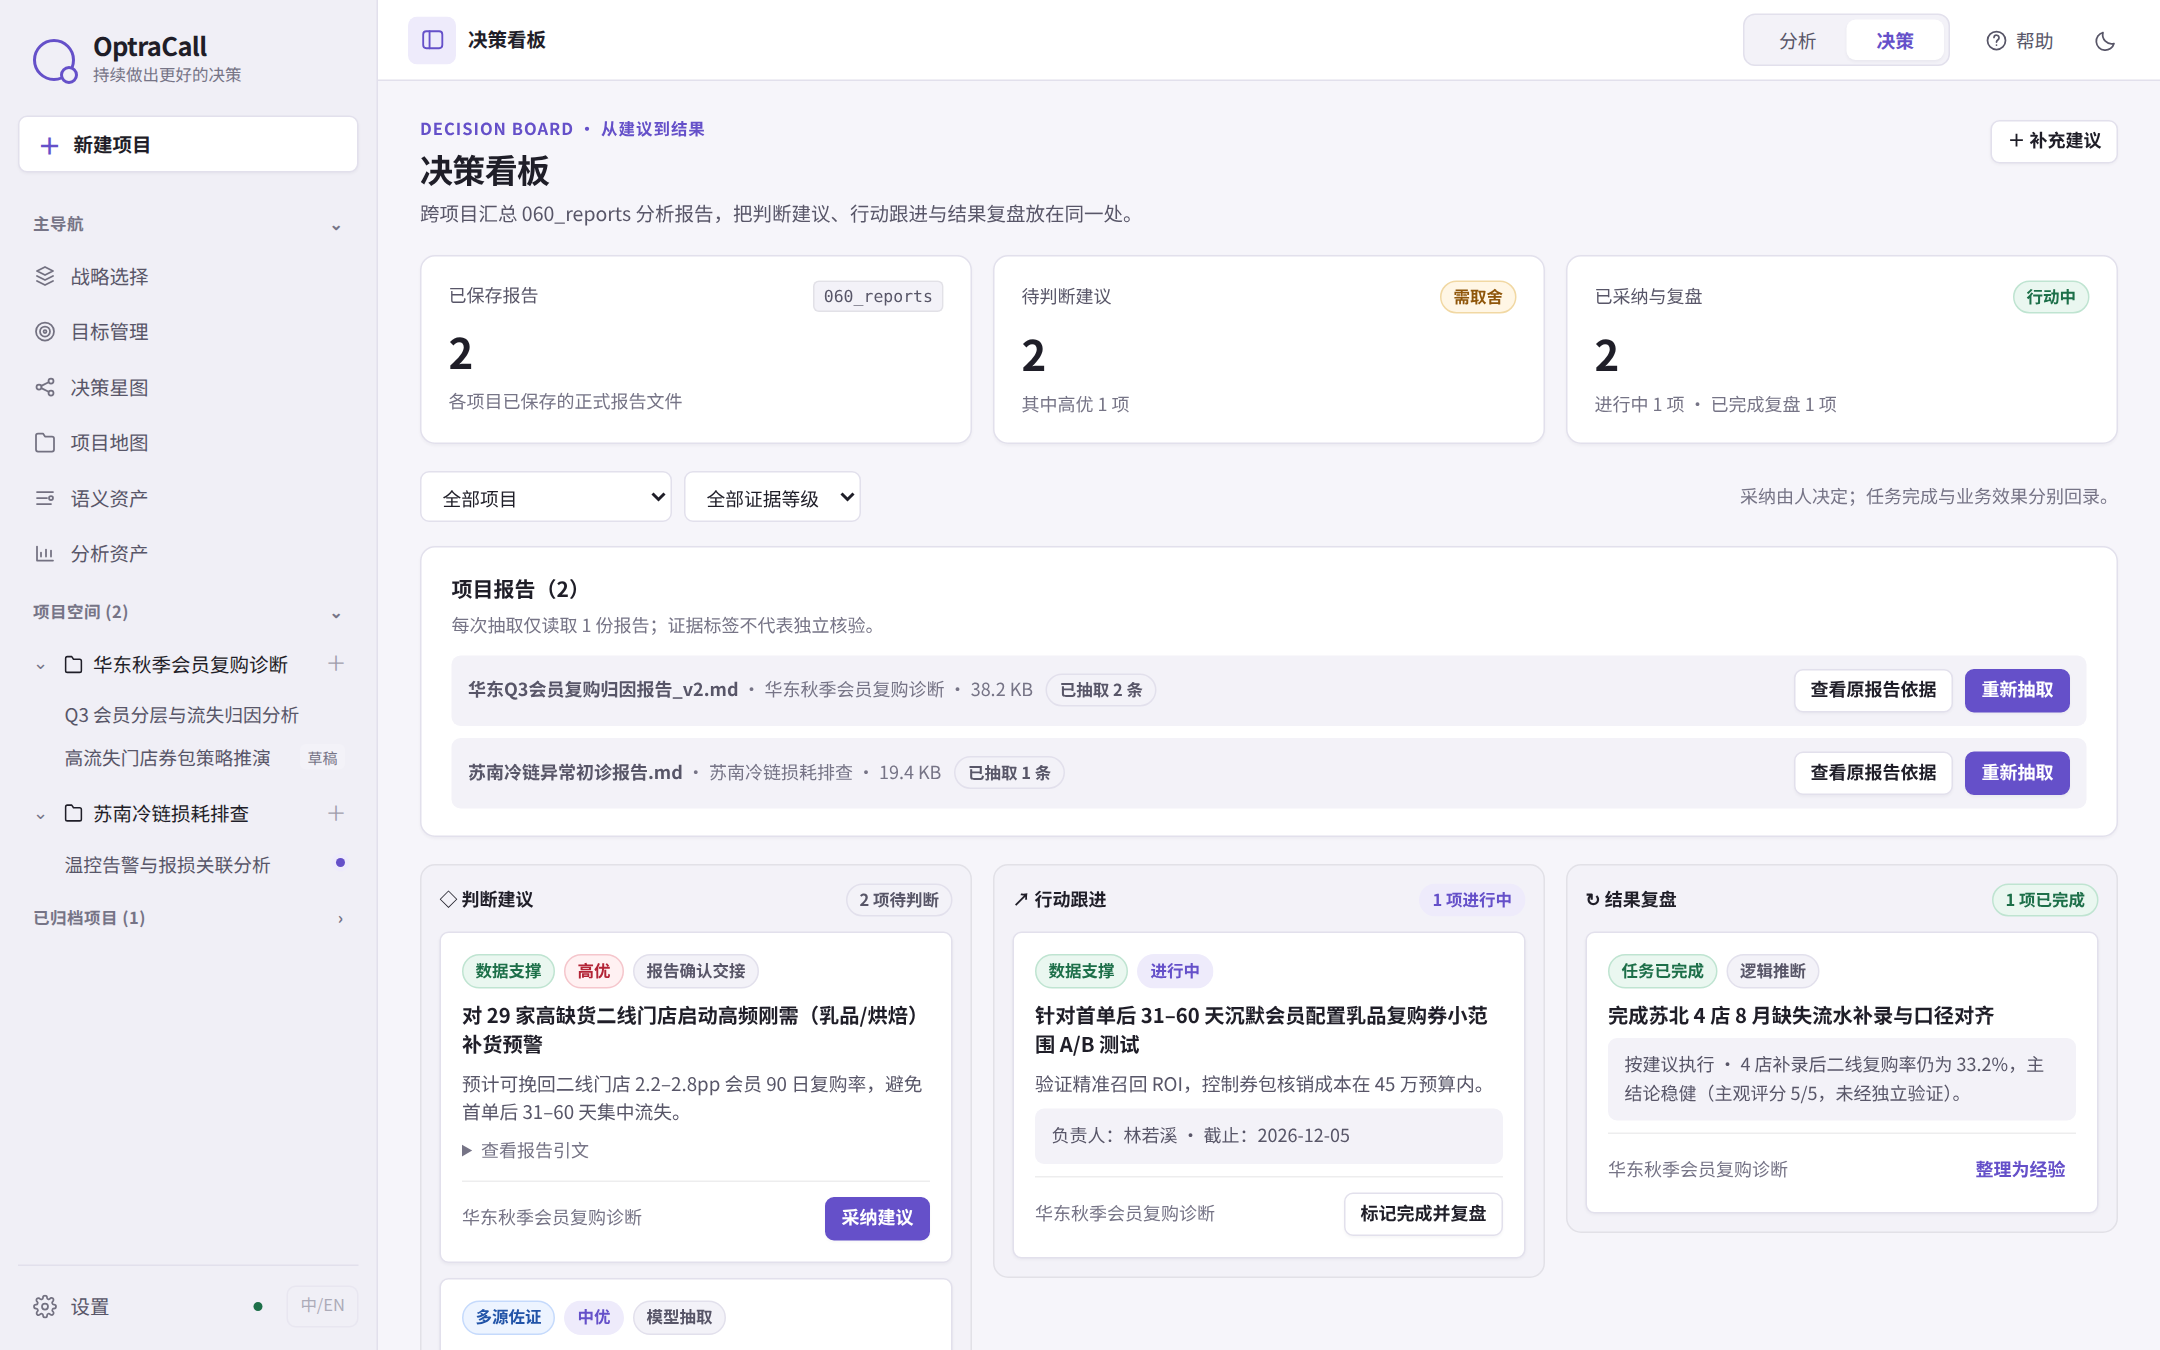 OptraCall
持续做出更好的决策
新建项目
主导航
战略选择
目标管理
决策星图
项目地图
语义资产
分析资产
项目空间 (2)
华东秋季会员复购诊断
Q3 会员分层与流失归因分析
高流失门店券包策略推演 草稿
苏南冷链损耗排查
温控告警与报损关联分析
已归档项目 (1)
设置
中/EN
决策看板
分析 决策 帮助
DECISION BOARD · 从建议到结果
决策看板
跨项目汇总 060_reports 分析报告，把判断建议、行动跟进与结果复盘放在同一处。
+ 补充建议
已保存报告 060_reports
2
各项目已保存的正式报告文件
待判断建议 需取舍
2
其中高优 1 项
已采纳与复盘 行动中
2
进行中 1 项 · 已完成复盘 1 项
全部项目 全部证据等级
采纳由人决定；任务完成与业务效果分别回录。
项目报告（2）
每次抽取仅读取 1 份报告；证据标签不代表独立核验。
华东Q3会员复购归因报告_v2.md · 华东秋季会员复购诊断 · 38.2 KB 已抽取 2 条 查看原报告依据 重新抽取
苏南冷链异常初诊报告.md · 苏南冷链损耗排查 · 19.4 KB 已抽取 1 条 查看原报告依据 重新抽取
◇ 判断建议 2 项待判断
数据支撑 高优 报告确认交接
对 29 家高缺货二线门店启动高频刚需（乳品/烘焙）
补货预警
预计可挽回二线门店 2.2–2.8pp 会员 90 日复购率，避免
首单后 31–60 天集中流失。
▶ 查看报告引文
华东秋季会员复购诊断 采纳建议
多源佐证 中优 模型抽取
↗ 行动跟进 1 项进行中
数据支撑 进行中
针对首单后 31–60 天沉默会员配置乳品复购券小范
围 A/B 测试
验证精准召回 ROI，控制券包核销成本在 45 万预算内。
负责人：林若溪 · 截止：2026-12-05
华东秋季会员复购诊断 标记完成并复盘
↻ 结果复盘 1 项已完成
任务已完成 逻辑推断
完成苏北 4 店 8 月缺失流水补录与口径对齐
按建议执行 · 4 店补录后二线复购率仍为 33.2%，主
结论稳健（主观评分 5/5，未经独立验证）。
华东秋季会员复购诊断 整理为经验